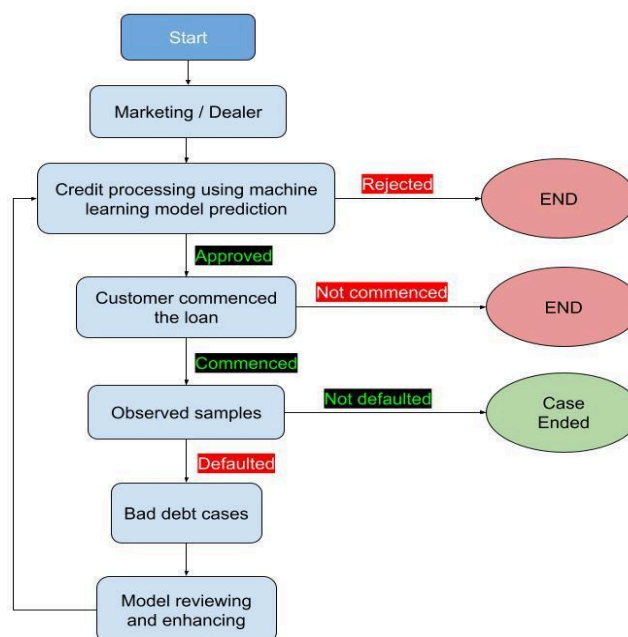 Start
Marketing / Dealer
Credit processing using machine
learning model prediction
Rejected
END
Approved
Customer commenced
the loan
Not commenced
END
Commenced
Observed samples
Not defaulted
Case
Ended
Defaulted
Bad debt cases
Model reviewing
and enhancing